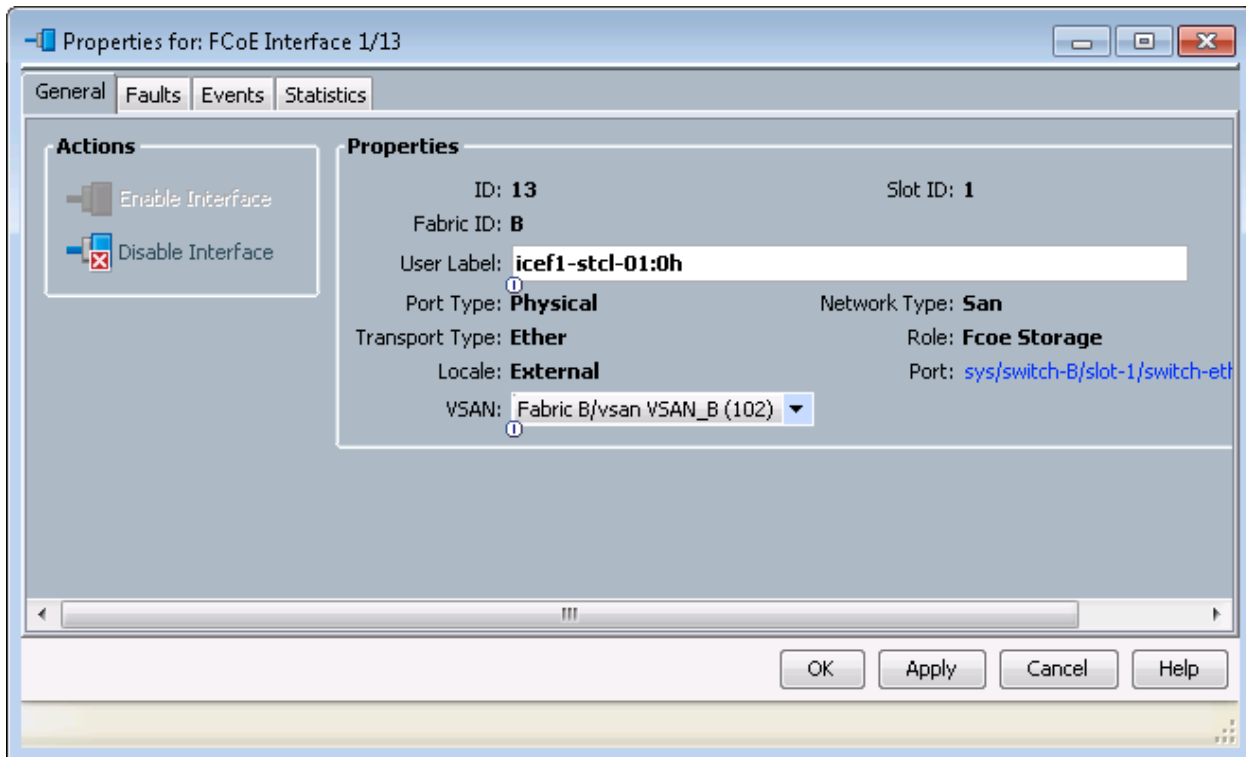 Properties for: FCoE Interface 1/13
General Faults Events Statistics
Actions
Enable Interface
Disable Interface
Properties
ID: 13 Slot ID: 1
Fabric ID: B
User Label: icef1-stcl-01:0h
Port Type: Physical Network Type: San
Transport Type: Ether Role: Fcoe Storage
Locale: External Port: sys/switch-B/slot-1/switch-eth
VSAN: Fabric B/vsan VSAN_B (102)
OK Apply Cancel Help